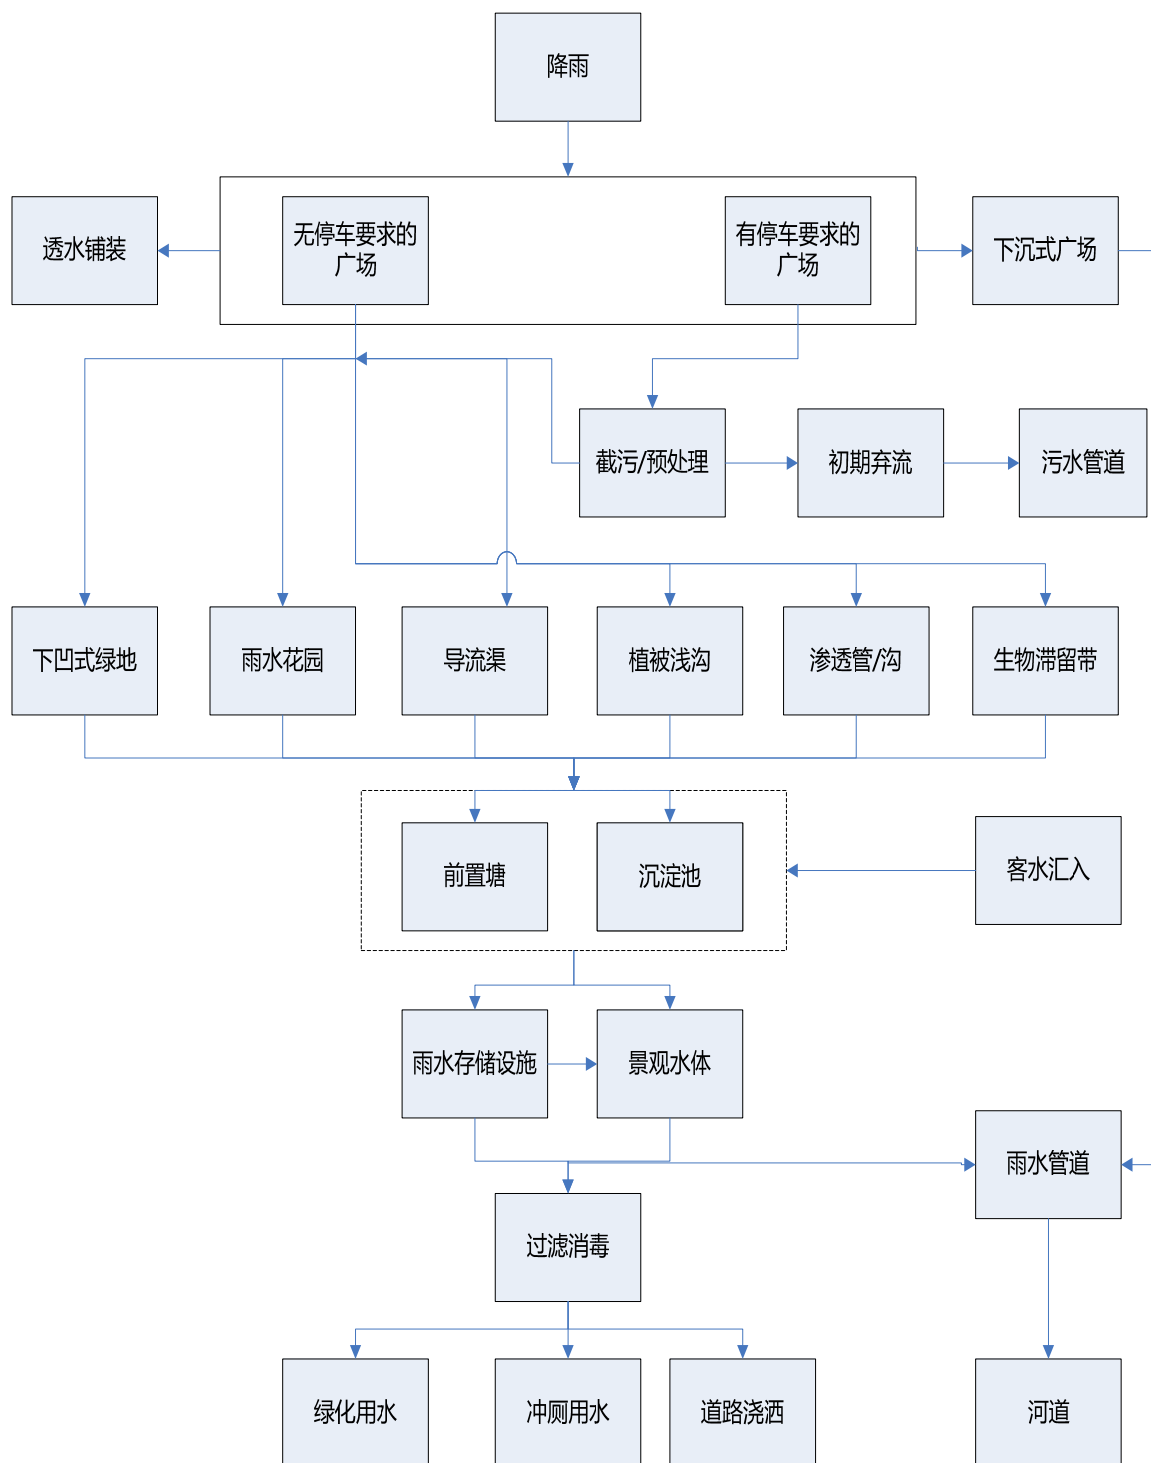 降雨
透水铺装
无停车要求的
广场
有停车要求的
广场
下沉式广场
截污/预处理
初期弃流
污水管道
下凹式绿地
雨水花园
导流渠
植被浅沟
渗透管/沟
生物滞留带
前置塘
沉淀池
客水汇入
雨水存储设施
景观水体
雨水管道
过滤消毒
绿化用水
冲厕用水
道路浇洒
河道